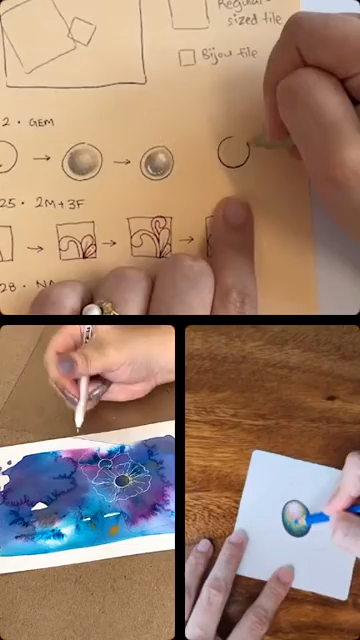 Regular
sized tile
Bijou tile
2 • GEM
25 • 2M+3F
28 • NA